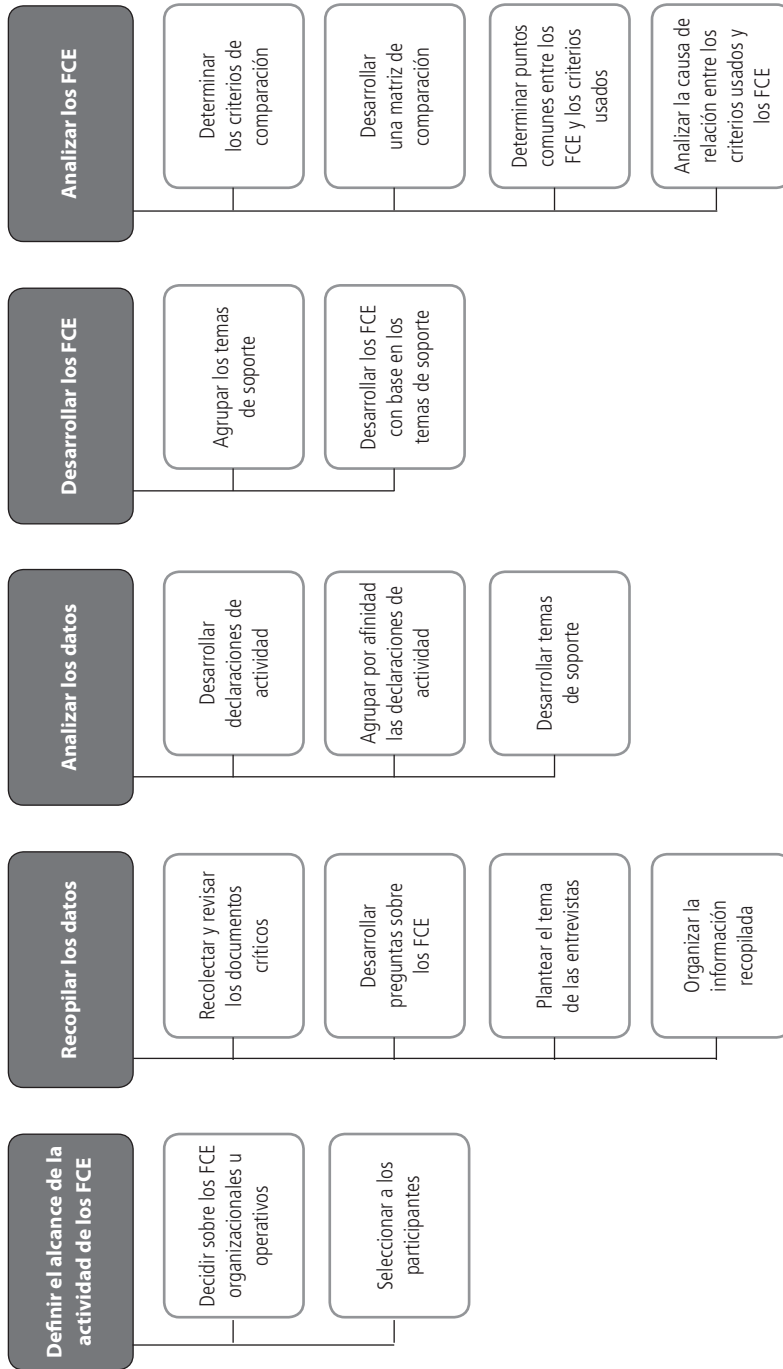 Definir el alcance de la
actividad de los FCE
Decidir sobre los FCE
organizacionales u
operativos
Seleccionar a los
participantes
Recopilar los datos
Recolectar y revisar
los documentos
críticos
Desarrollar
preguntas sobre
los FCE
Plantear el tema
de las entrevistas
Organizar la
información
recopilada
Analizar los datos
Desarrollar
declaraciones de
actividad
Agrupar por afinidad
las declaraciones de
actividad
Desarrollar temas
de soporte
Desarrollar los FCE
Agrupar los temas
de soporte
Desarrollar los FCE
con base en los
temas de soporte
Analizar los FCE
Determinar
los criterios de
comparación
Desarrollar
una matriz de
comparación
Determinar puntos
comunes entre los
FCE y los criterios
usados
Analizar la causa de
relación entre los
criterios usados y
los FCE